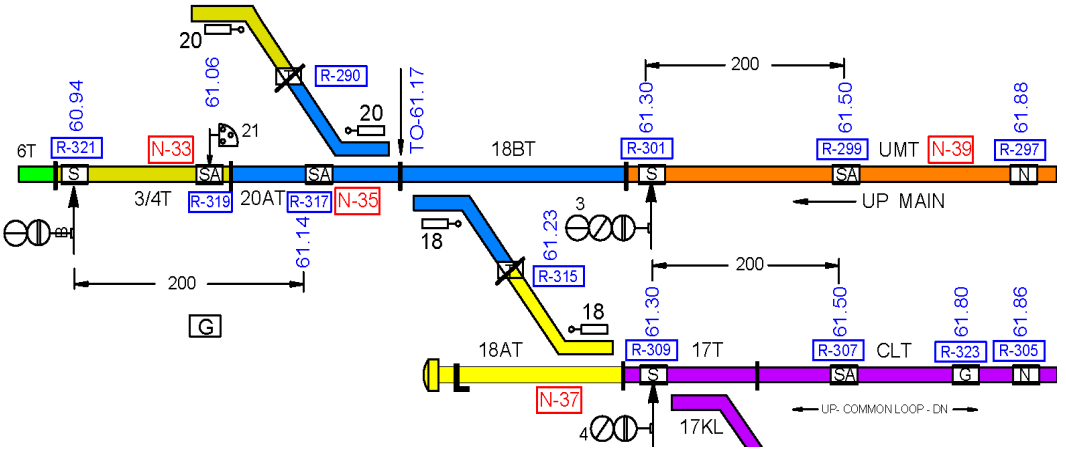 20
61.06
T
R-290
20
TO-61.17
61.30
200
61.50
61.88
60.94
6T
R-321
N-33
21
18BT
R-301
R-299
UMT
N-39
R-297
S
SA
SA
S
SA
N
3/4T
R-319
20AT
R-317
N-35
UP MAIN
B
3
18
61.14
61.23
T
R-315
200
200
G
18
61.30
61.50
61.80
61.86
18AT
R-309
17T
R-307
CLT
R-323
R-305
S
SA
G
N
N-37
UP- COMMON LOOP - DN
4
17KL